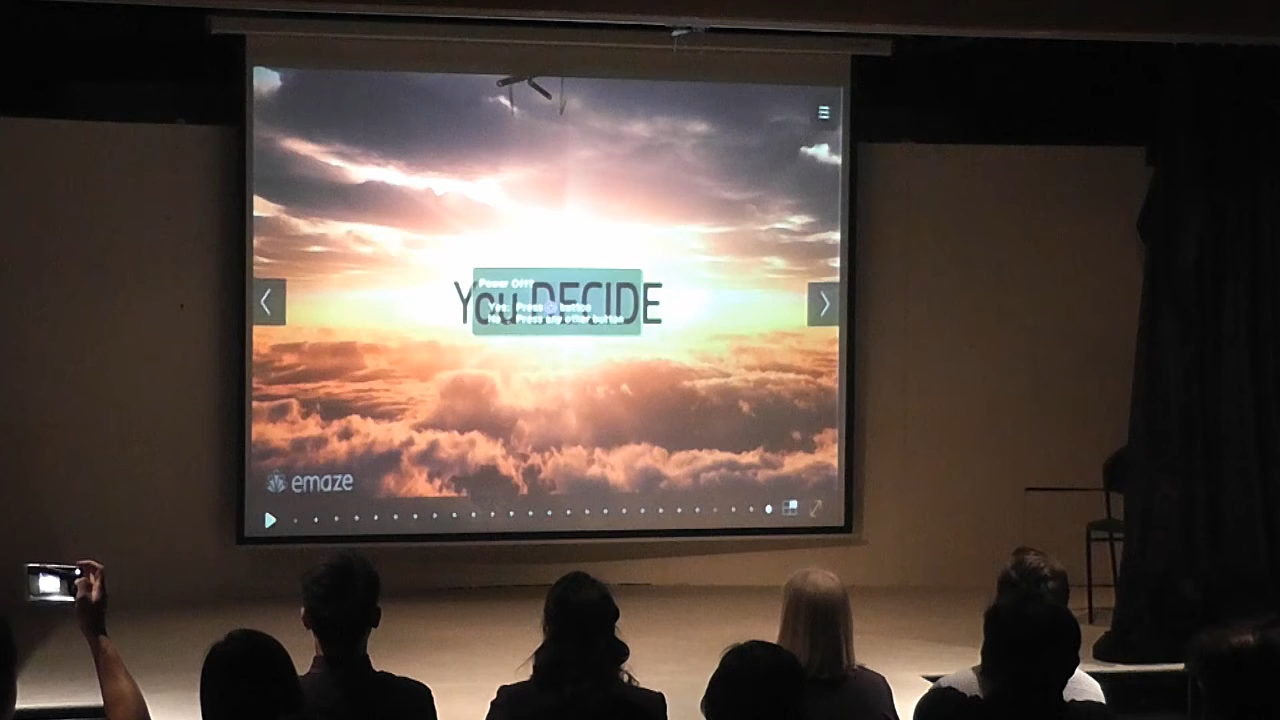 You DECIDE
Power Off?
Yes: Press button
No : Press any other button
emaze